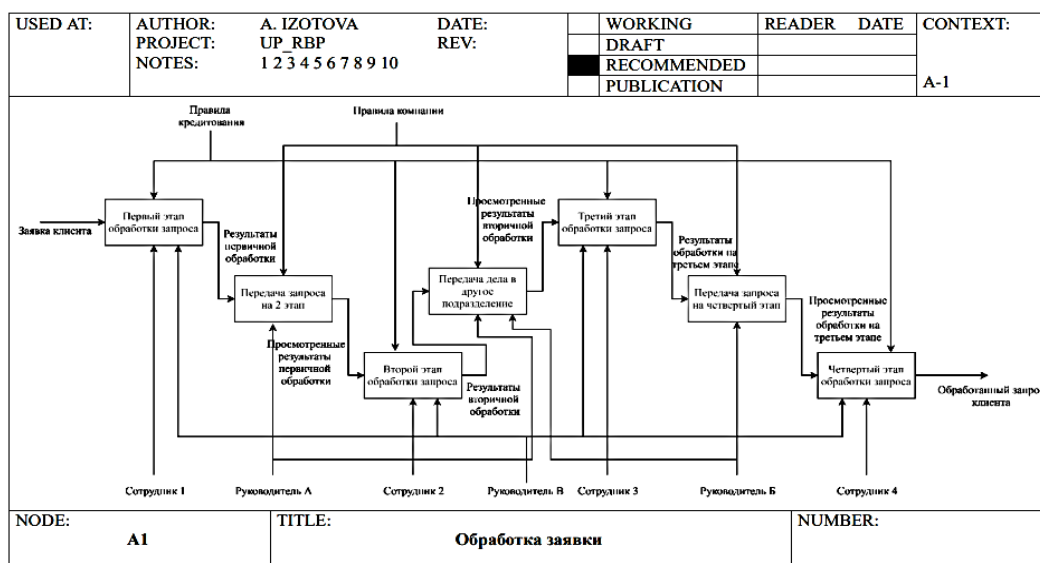 USED AT:
AUTHOR: A. IZOTOVA
DATE:
PROJECT: UP_RBP
REV:
NOTES: 1 2 3 4 5 6 7 8 9 10
WORKING
DRAFT
RECOMMENDED
PUBLICATION
READER DATE
CONTEXT:
A-1
Правила
кредитования
Правила компании
Заявка клиента
Первый этап
обработки запроса
Результаты
первичной
обработки
Передача запроса
на 2 этап
Просмотренные
результаты
первичной
обработки
Второй этап
обработки запроса
Результаты
вторичной
обработки
Передача дела в
другое
подразделение
Просмотренные
результаты
вторичной
обработки
Третий этап
обработки запроса
Результаты
обработки на
третьем этапе
Передача запроса
на четвертый этап
Просмотренные
результаты
обработки на
третьем этапе
Четвертый этап
обработки запроса
Обработанный запро
клиента
Сотрудник 1
Руководитель А
Сотрудник 2
Руководитель В
Сотрудник 3
Руководитель Б
Сотрудник 4
NODE:
A1
TITLE:
Обработка заявки
NUMBER: